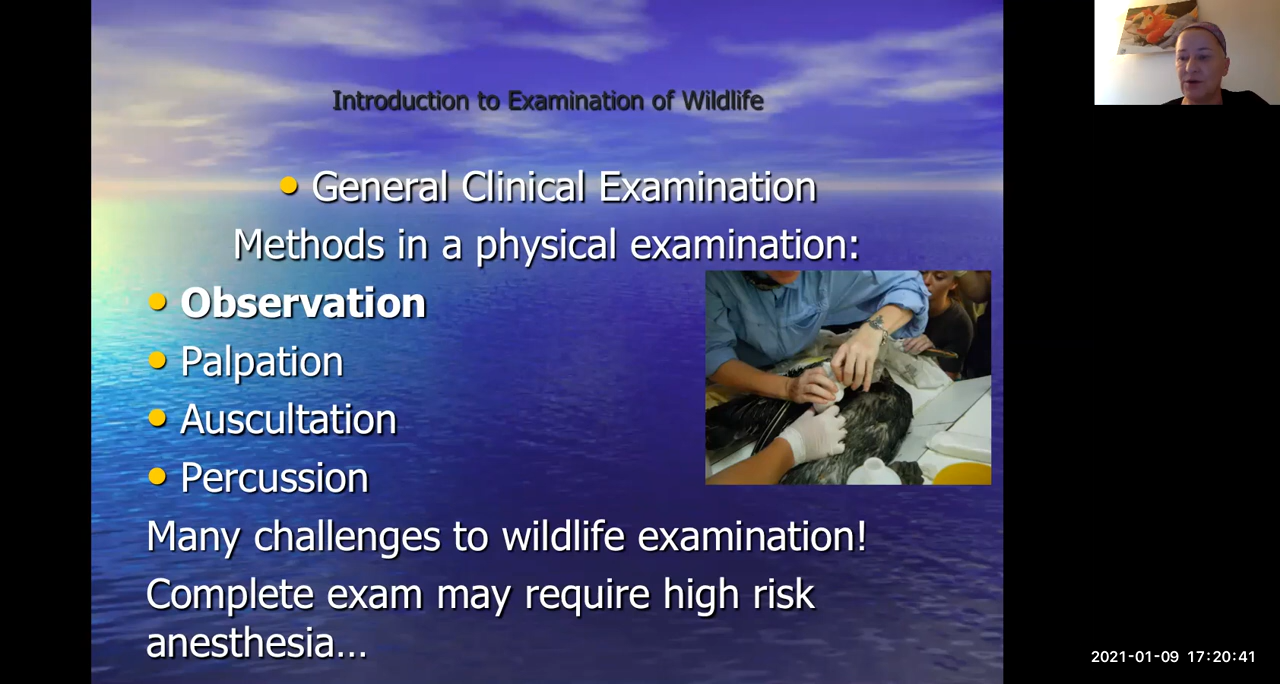 Introduction to Examination of Wildlife
General Clinical Examination
Methods in a physical examination:
Observation
Palpation
Auscultation
Percussion
Many challenges to wildlife examination!
Complete exam may require high risk
anesthesia...
2021-01-09 17:20:41